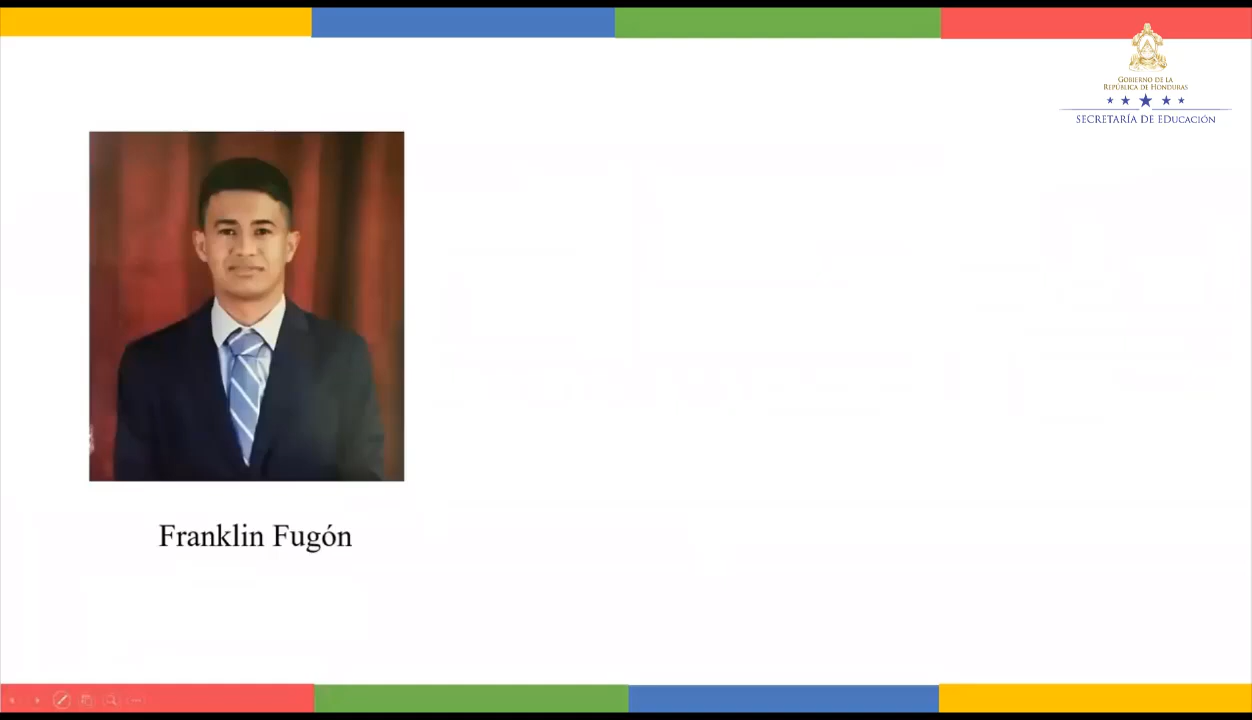 GOBIERNO DE LA
REPÚBLICA DE HONDURAS
SECRETARÍA DE EDUCACIÓN
Franklin Fugón